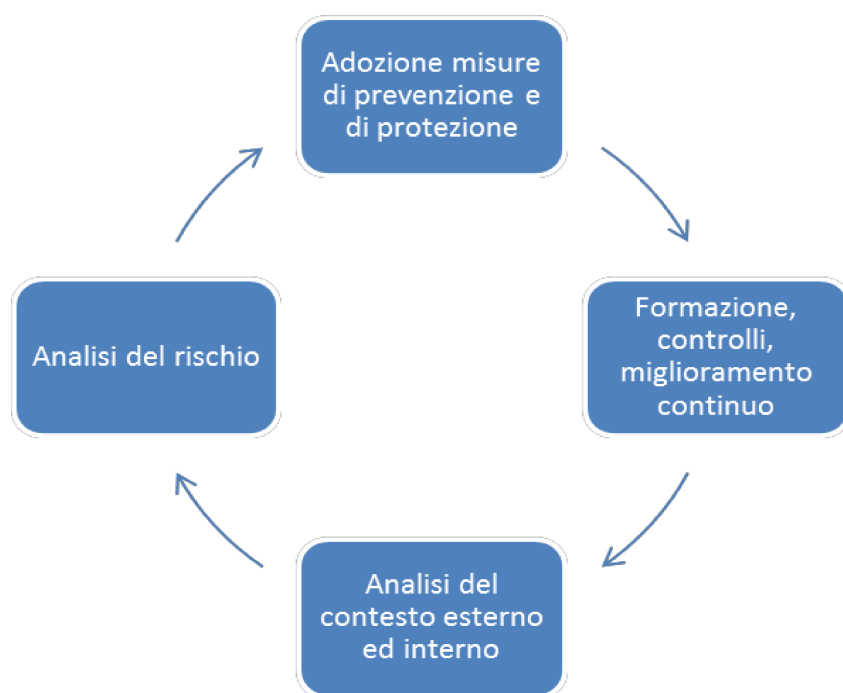 Adozione misure
di prevenzione e
di protezione
Analisi del rischio
Formazione,
controlli,
miglioramento
continuo
Analisi del
contesto esterno
ed interno